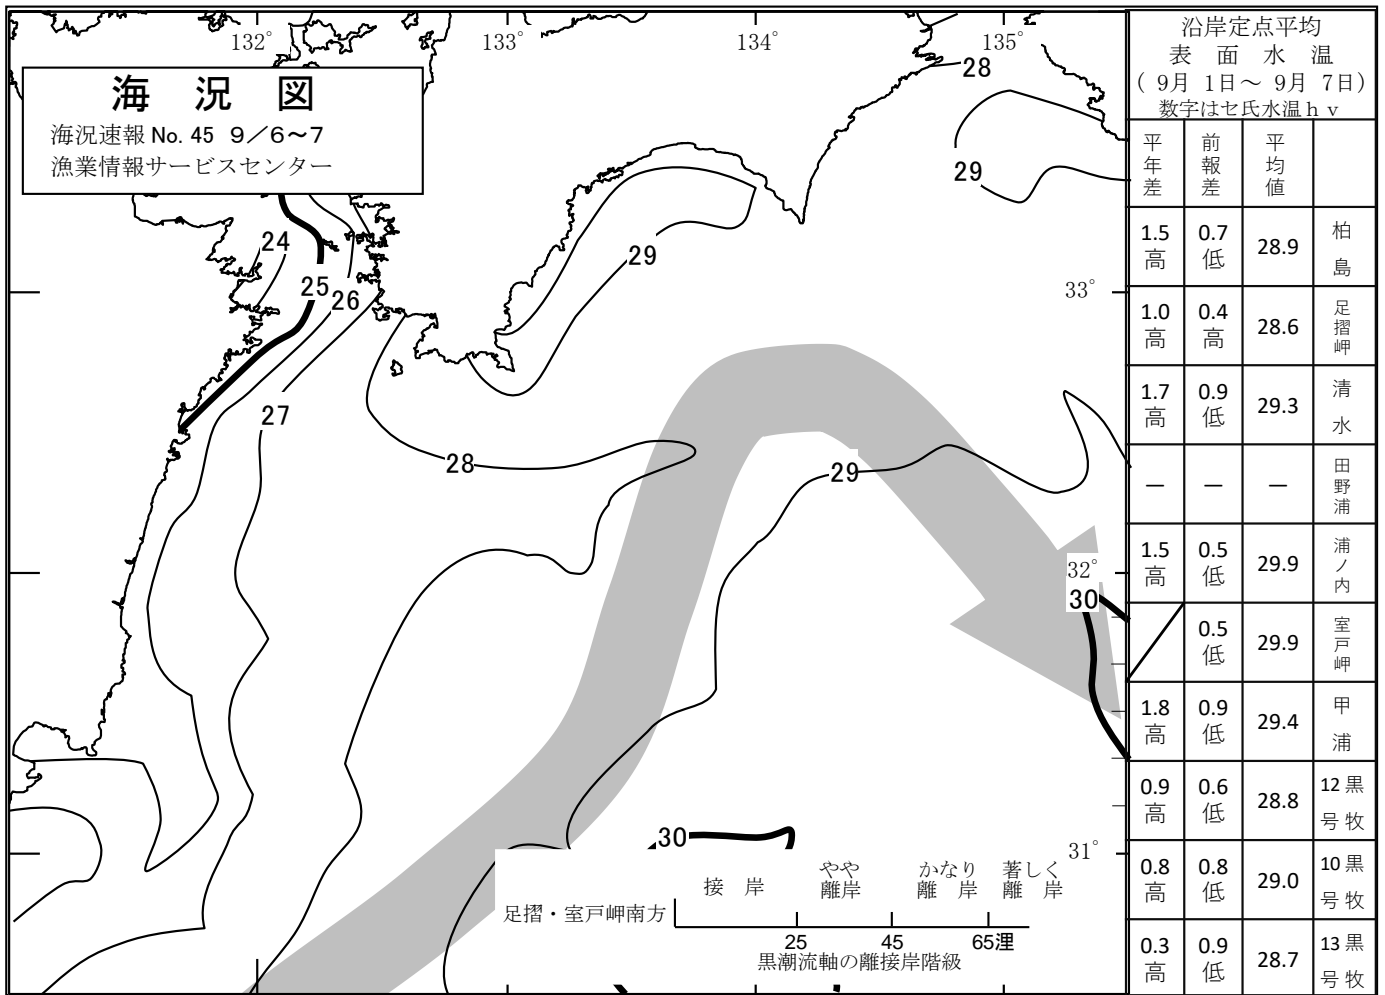 132°
133°
134°
135°
海 況 図
海況速報 No. 45 9／6～7
漁業情報サービスセンター
28
29
24
25
26
29
33°
27
28
29
32°
30
30
31°
接 岸
やや
離岸
かなり
離 岸
著しく
離 岸
足摺・室戸岬南方
25
45
65浬
黒潮流軸の離接岸階級
沿岸定点平均
表 面 水 温
( 9月 1日～ 9月 7日)
数字はセ氏水温ｈｖ
平年差 前報差 平均値
1.5高 0.7低 28.9 柏島
1.0高 0.4高 28.6 足摺岬
1.7高 0.9低 29.3 清水
－ － － 田野浦
1.5高 0.5低 29.9 浦ノ内
0.5低 29.9 室戸岬
1.8高 0.9低 29.4 甲浦
0.9高 0.6低 28.8 黒牧12号
0.8高 0.8低 29.0 黒牧10号
0.3高 0.9低 28.7 黒牧13号